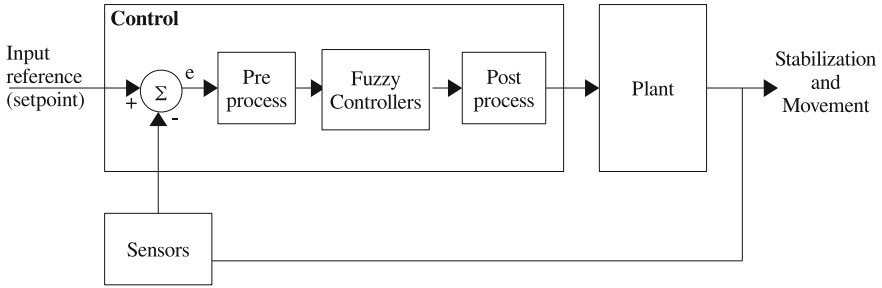 Control
Input
reference
(setpoint)
+
Σ
-
e
Pre
process
Fuzzy
Controllers
Post
process
Plant
Stabilization
and
Movement
Sensors